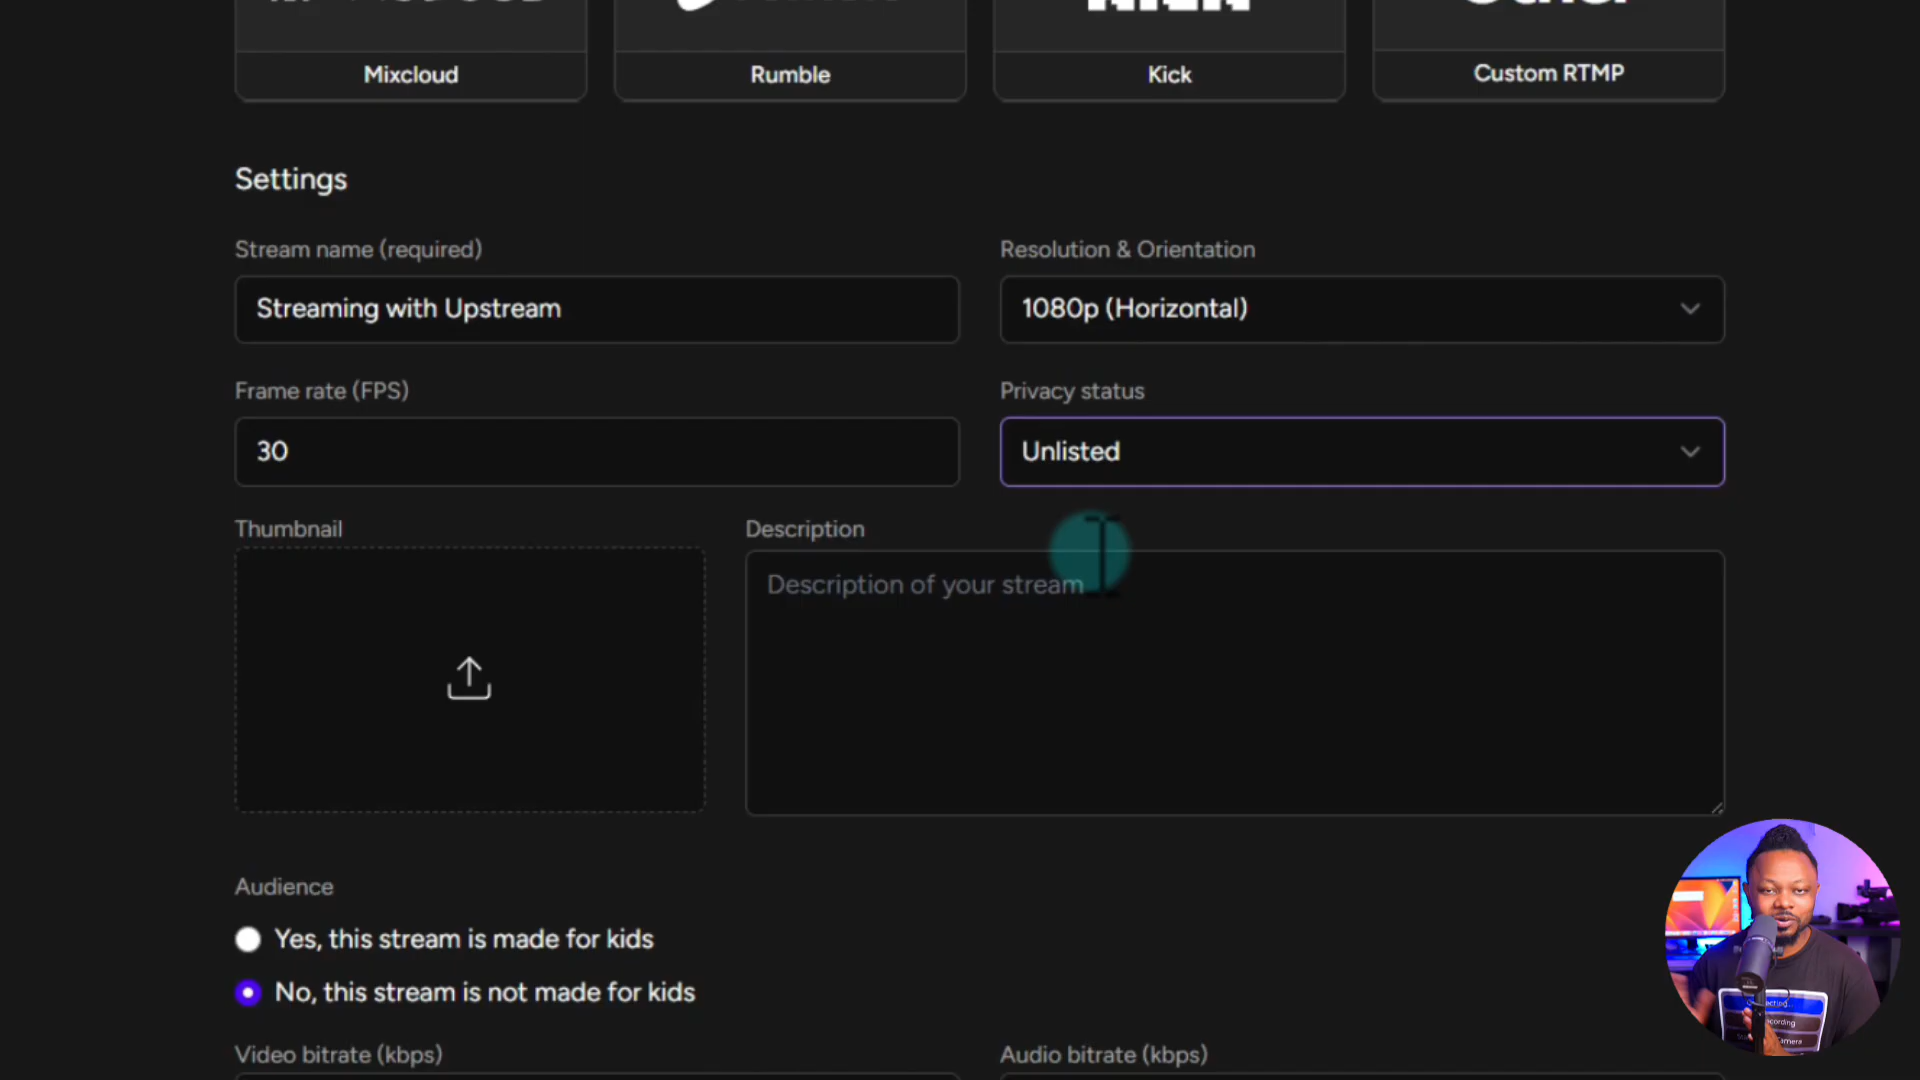 Mixcloud
Rumble
Kick
Custom RTMP
Settings
Stream name (required)
Resolution & Orientation
Streaming with Upstream
1080p (Horizontal)
Frame rate (FPS)
Privacy status
30
Unlisted
Thumbnail
Description
Description of your stream
Audience
Yes, this stream is made for kids
No, this stream is not made for kids
Video bitrate (kbps)
Audio bitrate (kbps)